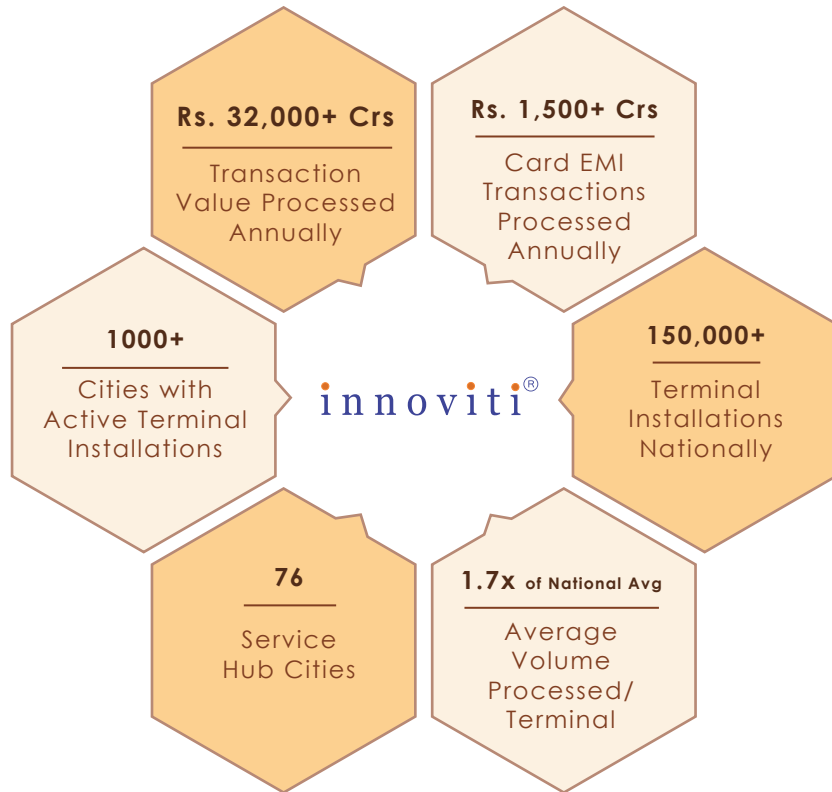 Rs. 32,000+ Crs
Transaction
Value Processed
Annually
Rs. 1,500+ Crs
Card EMI
Transactions
Processed
Annually
1000+
Cities with
Active Terminal
Installations
innoviti®
150,000+
Terminal
Installations
Nationally
76
Service
Hub Cities
1.7x of National Avg
Average
Volume
Processed/
Terminal